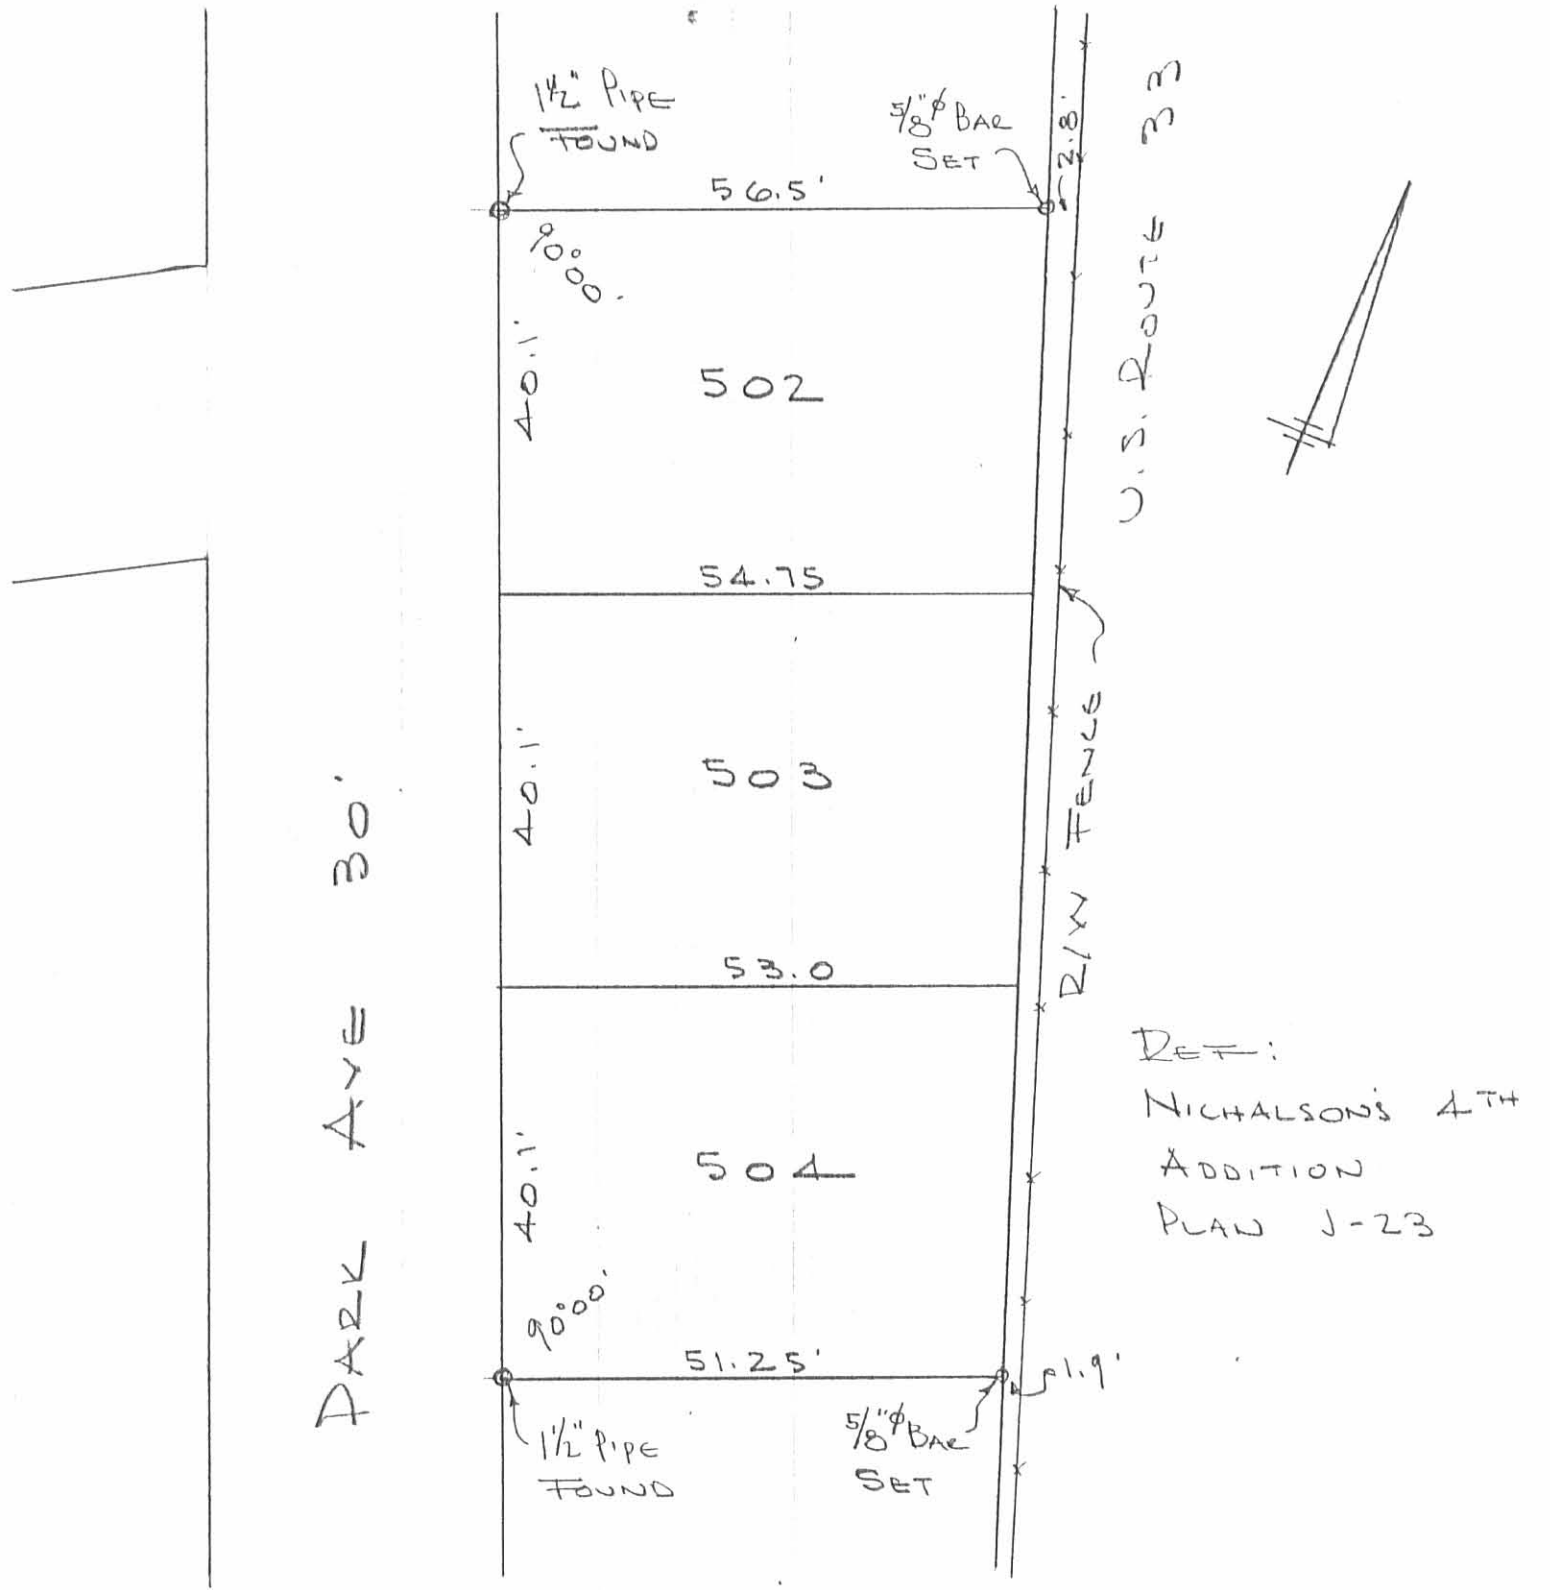 1½" PIPE
FOUND
5/8"⌀ BAR
SET
2.8'
56.5'
90°00'
40.1'
502
U.S. ROUTE 33
54.75
40.1'
503
R/W FENCE
PARK AVE 30'
53.0
REF:
NICHALSON'S 4TH
ADDITION
PLAN J-23
40.1'
504
90°00'
51.25'
1.9'
1½" PIPE
FOUND
5/8"⌀ BAR
SET